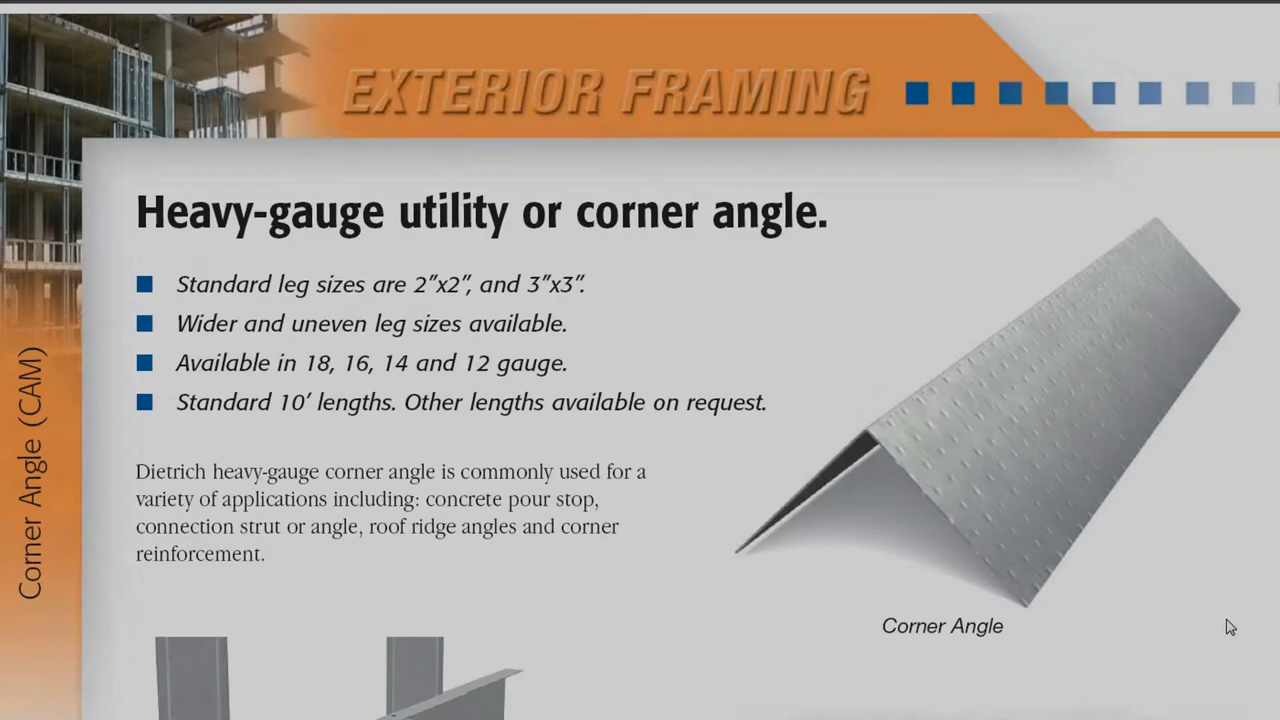 EXTERIOR FRAMING
Heavy-gauge utility or corner angle.
Standard leg sizes are 2″x2″, and 3″x3″.
Wider and uneven leg sizes available.
Available in 18, 16, 14 and 12 gauge.
Standard 10′ lengths. Other lengths available on request.
Dietrich heavy-gauge corner angle is commonly used for a
variety of applications including: concrete pour stop,
connection strut or angle, roof ridge angles and corner
reinforcement.
Corner Angle
Corner Angle (CAM)